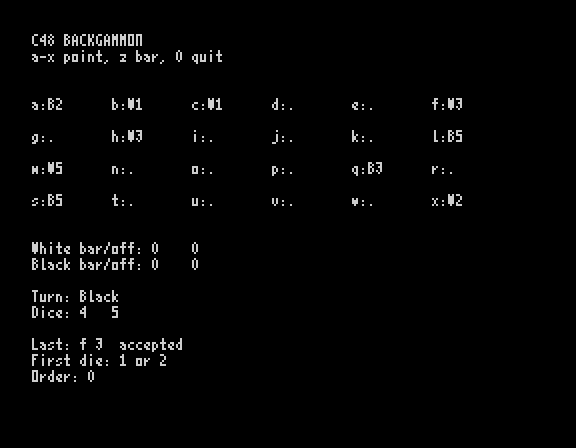 C48 BACKGAMMON
a-x point, z bar, 0 quit
a:B2 b:W1 c:W1 d:. e:. f:W3
g:. h:W3 i:. j:. k:. l:B5
m:W5 n:. o:. p:. q:B3 r:.
s:B5 t:. u:. v:. w:. x:W2
White bar/off: 0 0
Black bar/off: 0 0
Turn: Black
Dice: 4 5
Last: f 3 accepted
First die: 1 or 2
Order: 0